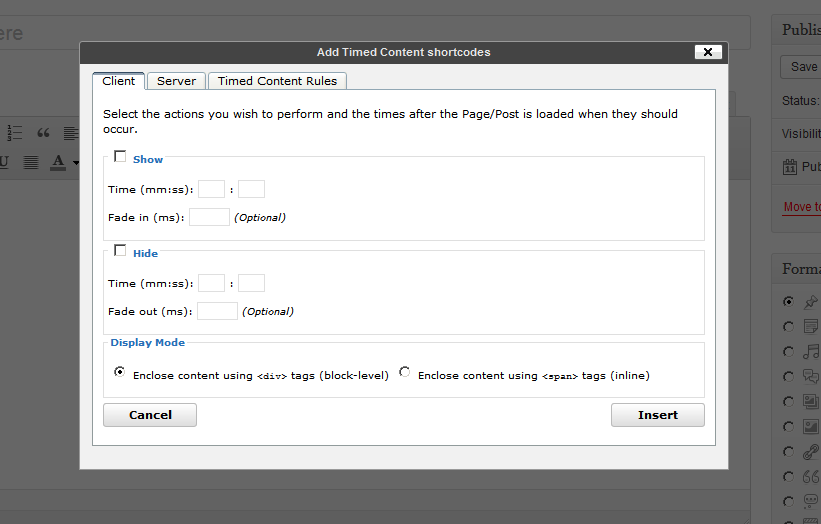 ere
Publis
Add Timed Content shortcodes
Save
Client Server Timed Content Rules
Status:
Select the actions you wish to perform and the times after the Page/Post is loaded when they should
occur.
Visibilit
Show
U A
Pub
Time (mm:ss): :
Move to
Fade in (ms): (Optional)
Hide
Forma
Time (mm:ss): :
Fade out (ms): (Optional)
Display Mode
Enclose content using <div> tags (block-level) Enclose content using <span> tags (inline)
Cancel Insert